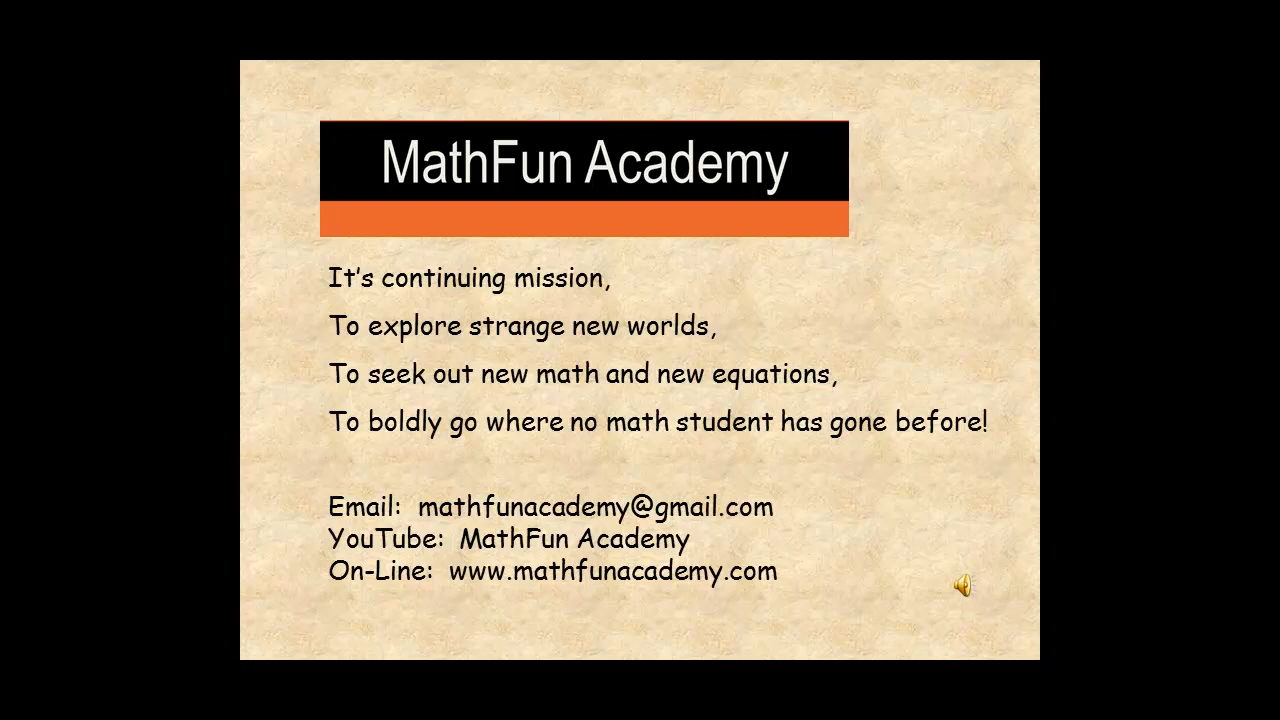 MathFun Academy
It's continuing mission,
To explore strange new worlds,
To seek out new math and new equations,
To boldly go where no math student has gone before!
Email:  mathfunacademy@gmail.com
YouTube:  MathFun Academy
On-Line:  www.mathfunacademy.com